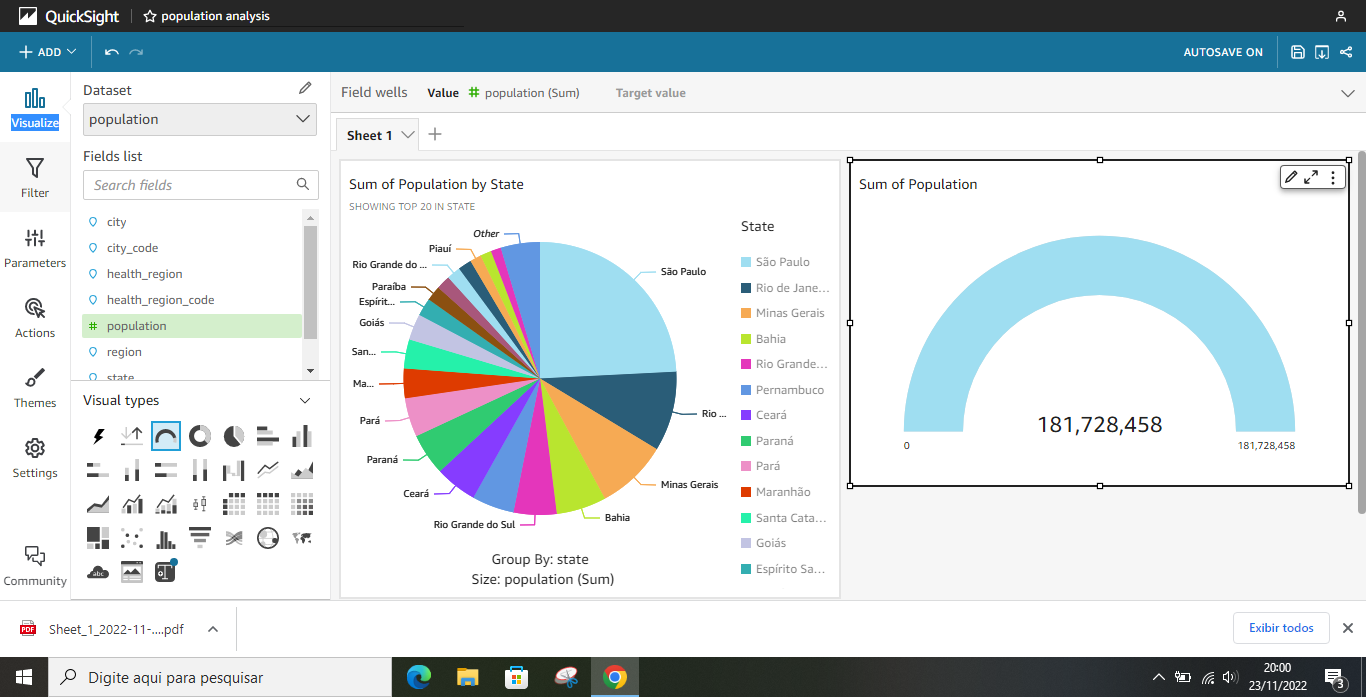 QuickSight
population analysis
ADD
AUTOSAVE ON
Visualize
Filter
Parameters
Actions
Themes
Settings
Community
Dataset
population
Fields list
Search fields
city
city_code
health_region
health_region_code
population
region
state
Visual types
abc
Field wells
Value # population (Sum)
Target value
Sheet 1
Sum of Population by State
SHOWING TOP 20 IN STATE
Other
Piauí
Rio Grande do ...
Paraíba
Espírit...
Goiás
San...
Ma...
Pará
Paraná
Ceará
Rio Grande do Sul
Bahia
Minas Gerais
Rio ...
São Paulo
Group By: state
Size: population (Sum)
State
São Paulo
Rio de Jane...
Minas Gerais
Bahia
Rio Grande...
Pernambuco
Ceará
Paraná
Pará
Maranhão
Santa Cata...
Goiás
Espírito Sa...
Sum of Population
181,728,458
0
181,728,458
PDF
Sheet_1_2022-11-....pdf
Exibir todos
Digite aqui para pesquisar
20:00
23/11/2022
3